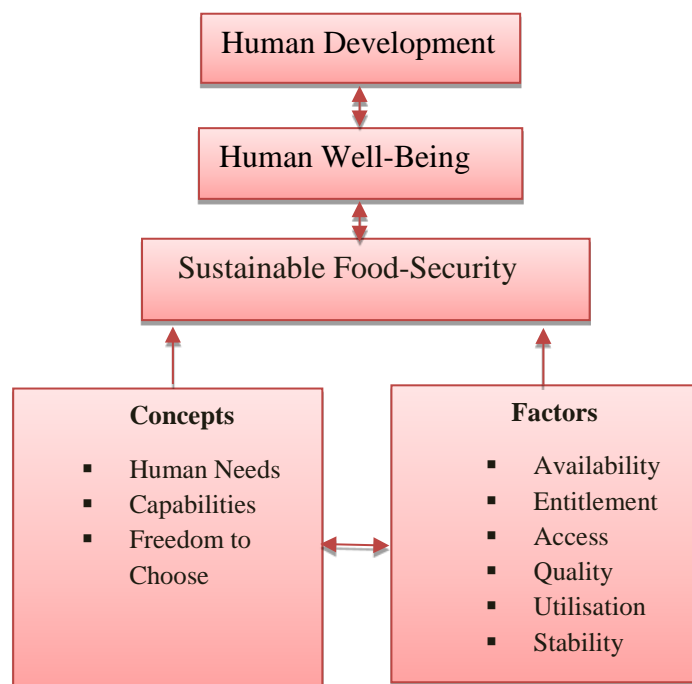 Human Development
Human Well-Being
Sustainable Food-Security
Concepts
▪ Human Needs
▪ Capabilities
▪ Freedom to
Choose
Factors
▪ Availability
▪ Entitlement
▪ Access
▪ Quality
▪ Utilisation
▪ Stability